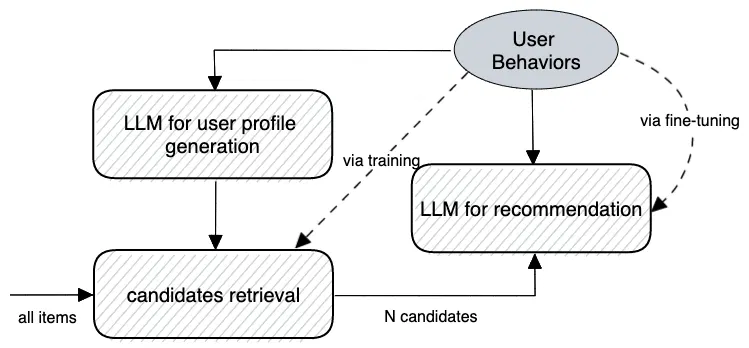 User
Behaviors
LLM for user profile
generation
via fine-tuning
via training
LLM for recommendation
candidates retrieval
all items
N candidates